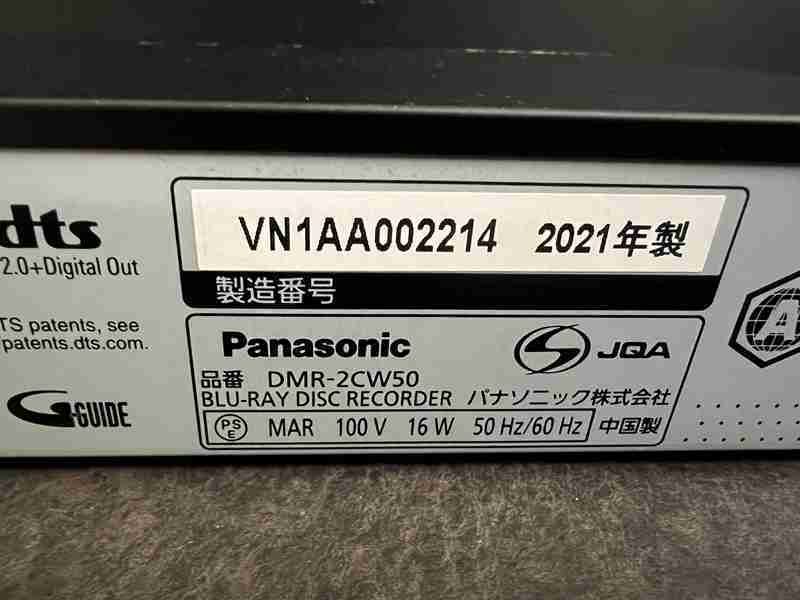 dts
2.0+Digital Out
TS patents, see
patents.dts.com.
G-GUIDE
VN1AA002214 2021年製
製造番号
Panasonic
JQA
品番 DMR-2CW50
BLU-RAY DISC RECORDER パナソニック株式会社
PS E MAR 100 V 16 W 50 Hz/60 Hz 中国製
A